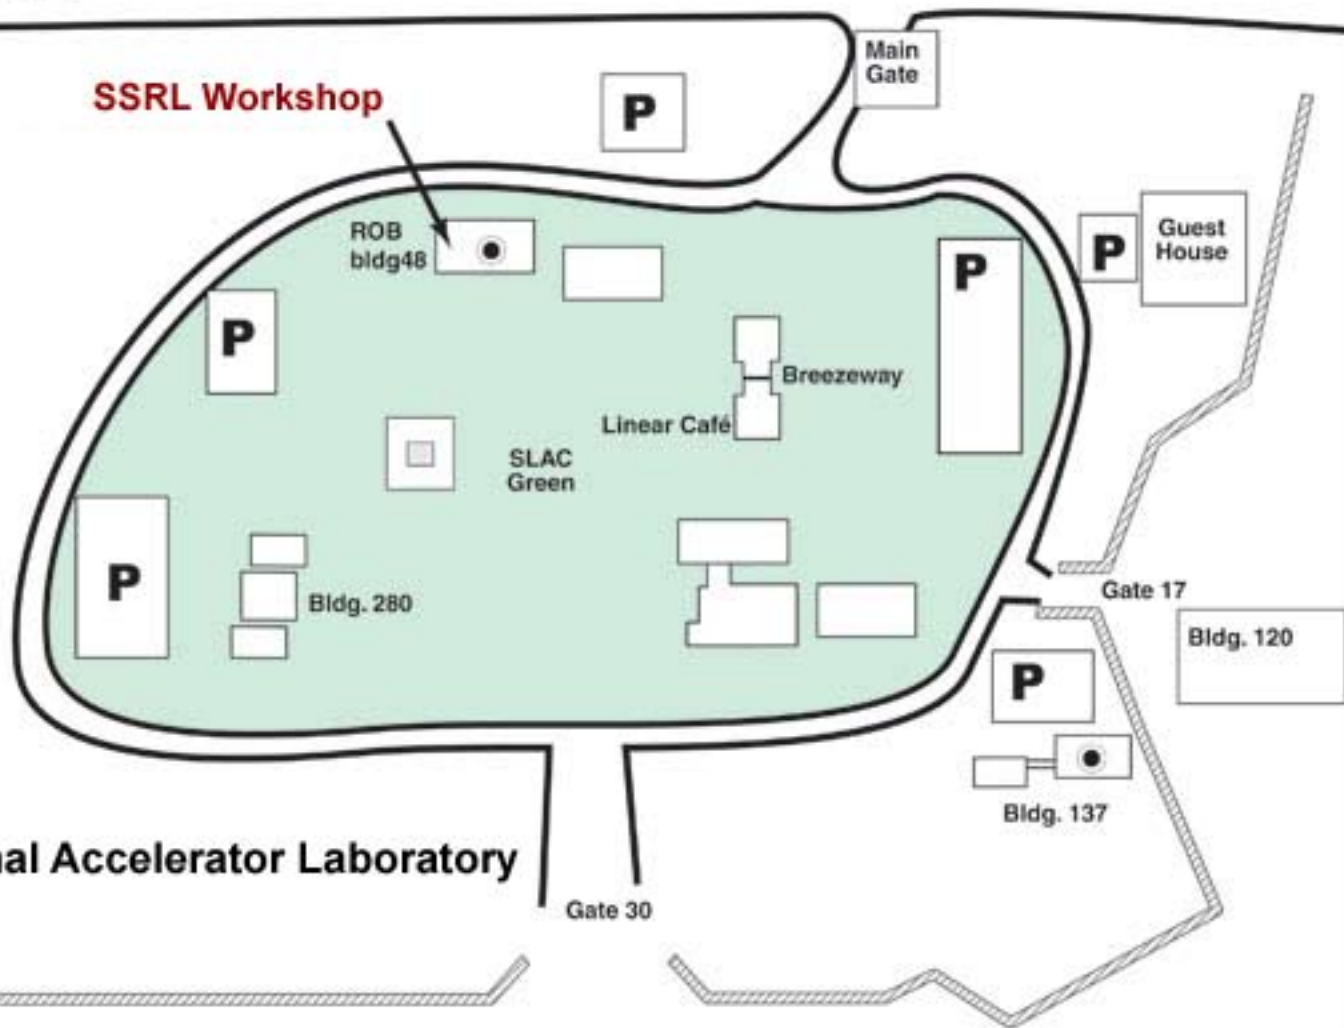 Main
Gate
SSRL Workshop
P
ROB
bldg48
P
P
Guest
House
P
Breezeway
Linear Café
SLAC
Green
P
Bldg. 280
Gate 17
Bldg. 120
P
Bldg. 137
Accelerator Laboratory
Gate 30